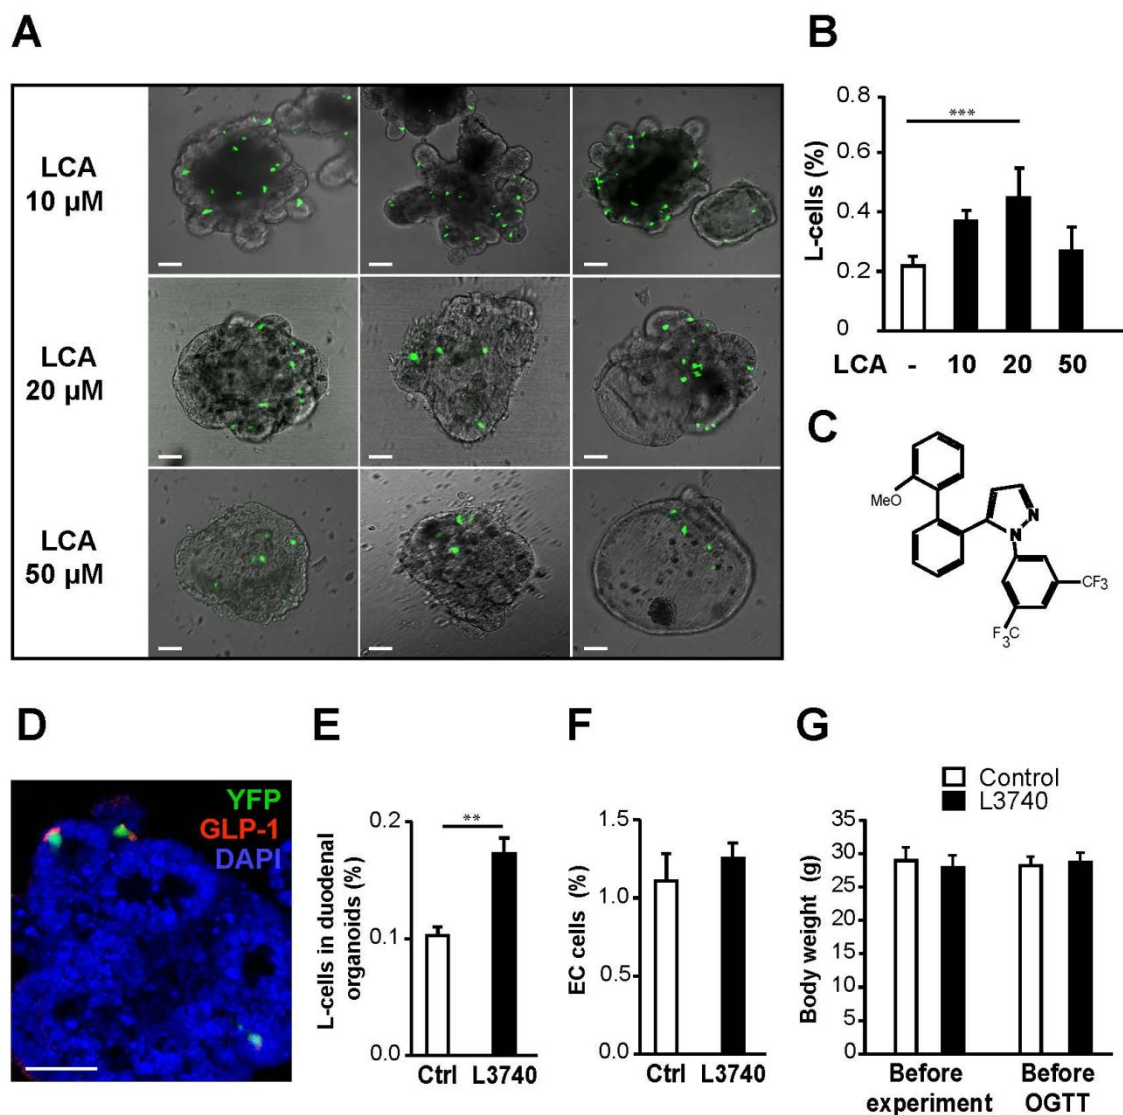 A
B
LCA
10 µM
LCA
20 µM
LCA
50 µM
L-cells (%)
0.8
0.6
0.4
0.2
0
***
LCA - 10 20 50
C
MeO
N
N
CF3
F3C
D
E
F
G
YFP
GLP-1
DAPI
L-cells in duodenal
organoids (%)
0.2
0.1
0.0
**
Ctrl L3740
EC cells (%)
1.5
1.0
0.5
0.0
Ctrl L3740
Control
L3740
Body weight (g)
35
30
25
20
15
10
5
0
Before
experiment
Before
OGTT